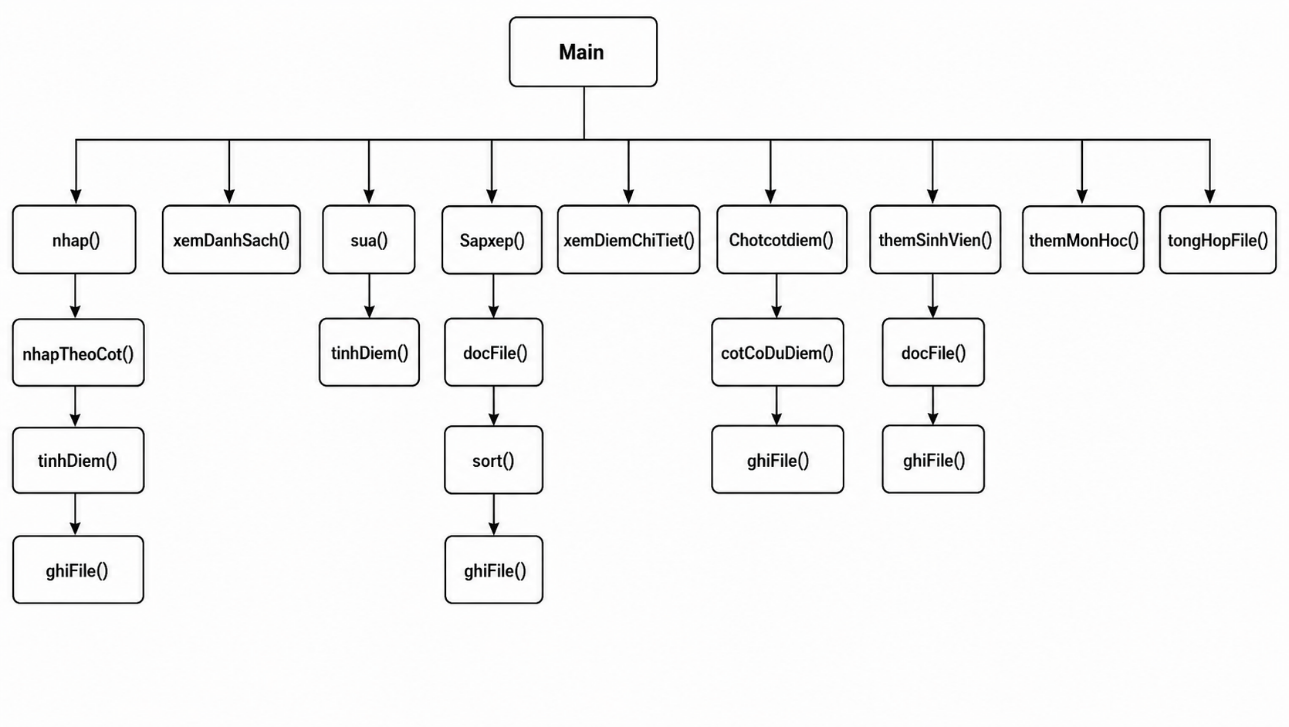 Main
nhap()
xemDanhSach()
sua()
Sapxep()
xemDiemChiTiet()
Chotcotdiem()
themSinhVien()
themMonHoc()
tongHopFile()
nhapTheoCot()
tinhDiem()
docFile()
cotCoDuDiem()
docFile()
tinhDiem()
sort()
ghiFile()
ghiFile()
ghiFile()
ghiFile()